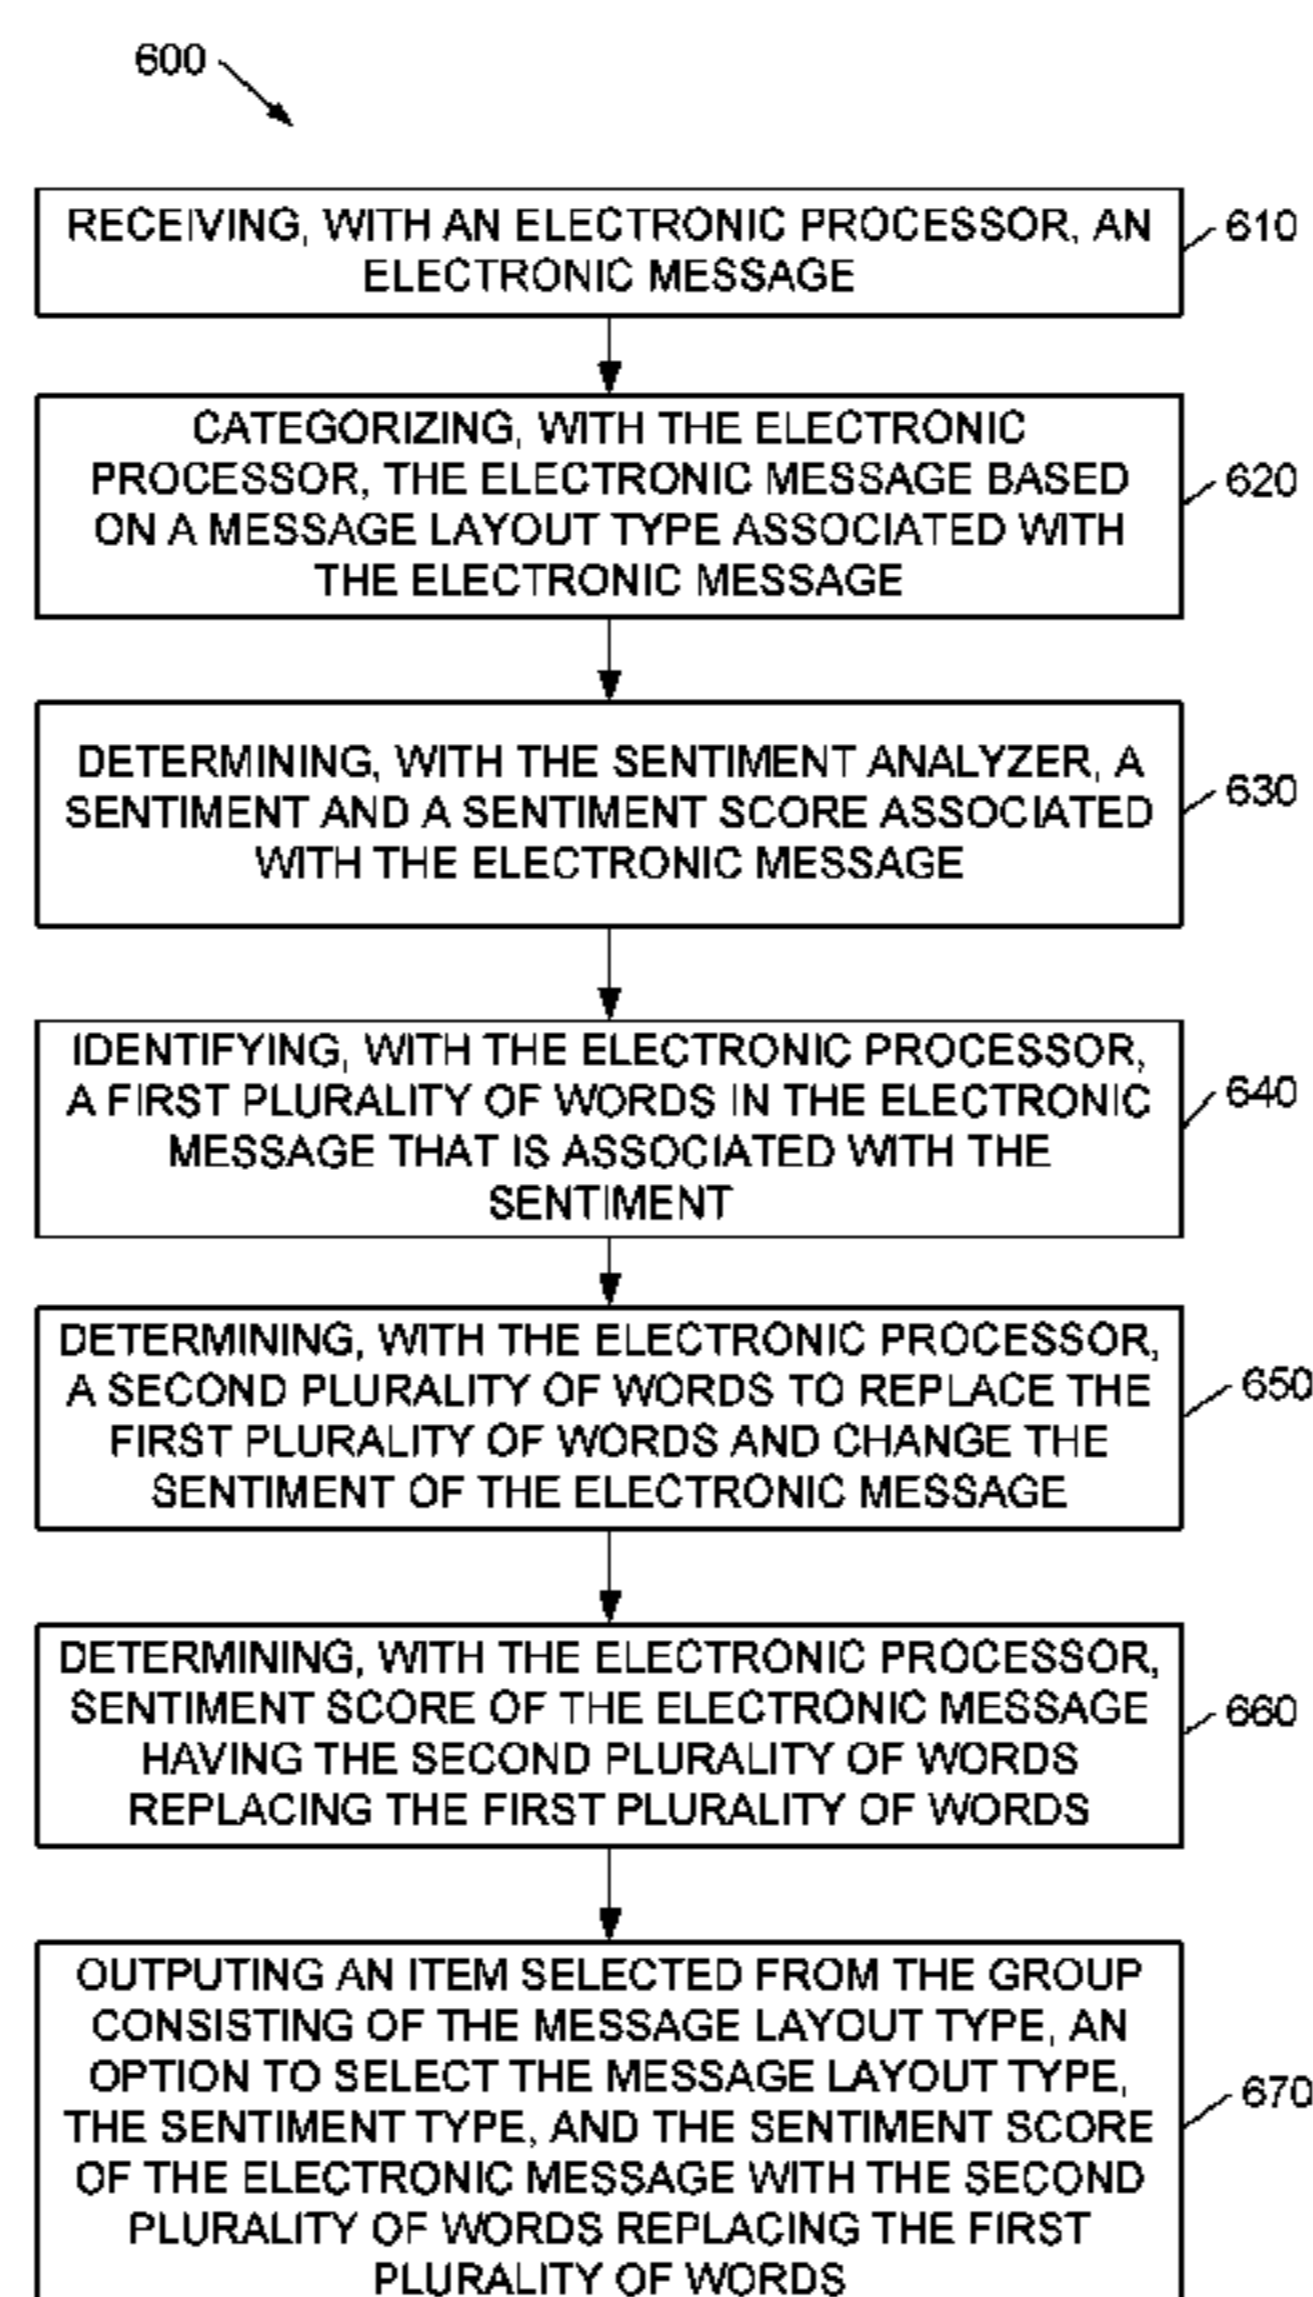 600
RECEIVING, WITH AN ELECTRONIC PROCESSOR, AN
ELECTRONIC MESSAGE
610
CATEGORIZING, WITH THE ELECTRONIC
PROCESSOR, THE ELECTRONIC MESSAGE BASED
ON A MESSAGE LAYOUT TYPE ASSOCIATED WITH
THE ELECTRONIC MESSAGE
620
DETERMINING, WITH THE SENTIMENT ANALYZER, A
SENTIMENT AND A SENTIMENT SCORE ASSOCIATED
WITH THE ELECTRONIC MESSAGE
630
IDENTIFYING, WITH THE ELECTRONIC PROCESSOR,
A FIRST PLURALITY OF WORDS IN THE ELECTRONIC
MESSAGE THAT IS ASSOCIATED WITH THE
SENTIMENT
640
DETERMINING, WITH THE ELECTRONIC PROCESSOR,
A SECOND PLURALITY OF WORDS TO REPLACE THE
FIRST PLURALITY OF WORDS AND CHANGE THE
SENTIMENT OF THE ELECTRONIC MESSAGE
650
DETERMINING, WITH THE ELECTRONIC PROCESSOR,
SENTIMENT SCORE OF THE ELECTRONIC MESSAGE
HAVING THE SECOND PLURALITY OF WORDS
REPLACING THE FIRST PLURALITY OF WORDS
660
OUTPUTING AN ITEM SELECTED FROM THE GROUP
CONSISTING OF THE MESSAGE LAYOUT TYPE, AN
OPTION TO SELECT THE MESSAGE LAYOUT TYPE,
THE SENTIMENT TYPE, AND THE SENTIMENT SCORE
OF THE ELECTRONIC MESSAGE WITH THE SECOND
PLURALITY OF WORDS REPLACING THE FIRST
PLURALITY OF WORDS
670